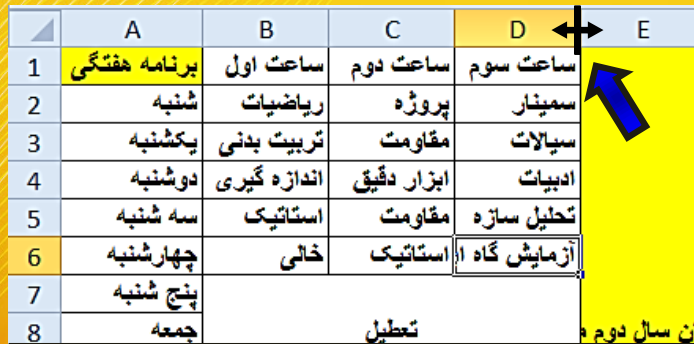 A B C D E
1 برنامه هفتگی ساعت اول ساعت دوم ساعت سوم
2 شنبه ریاضیات پروژه سمینار
3 یکشنبه تربیت بدنی مقاومت سیالات
4 دوشنبه اندازه گیری ابزار دقیق ادبیات
5 سه شنبه استاتیک مقاومت تحلیل سازه
6 چهارشنبه خالی استاتیک آزمایش گاه
7 پنج شنبه
8 جمعه تعطیل ن سال دوم